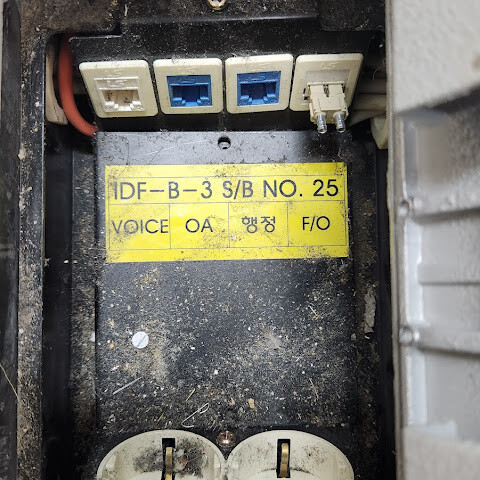 IDF-B-3 S/B NO. 25
VOICE OA 행정 F/O